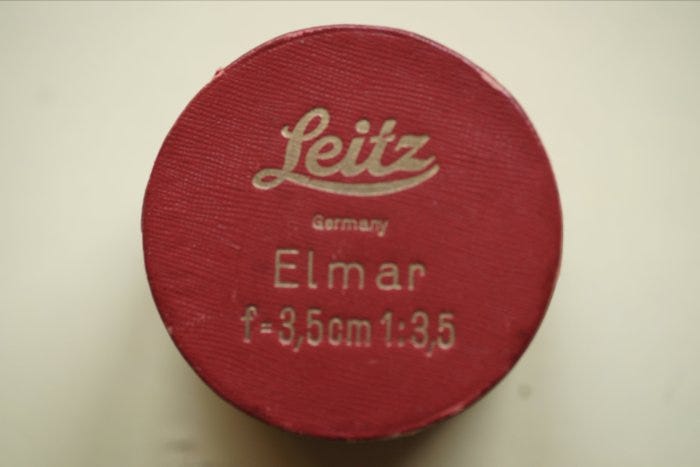 Leitz
Germany
Elmar
f=3,5cm 1:3,5